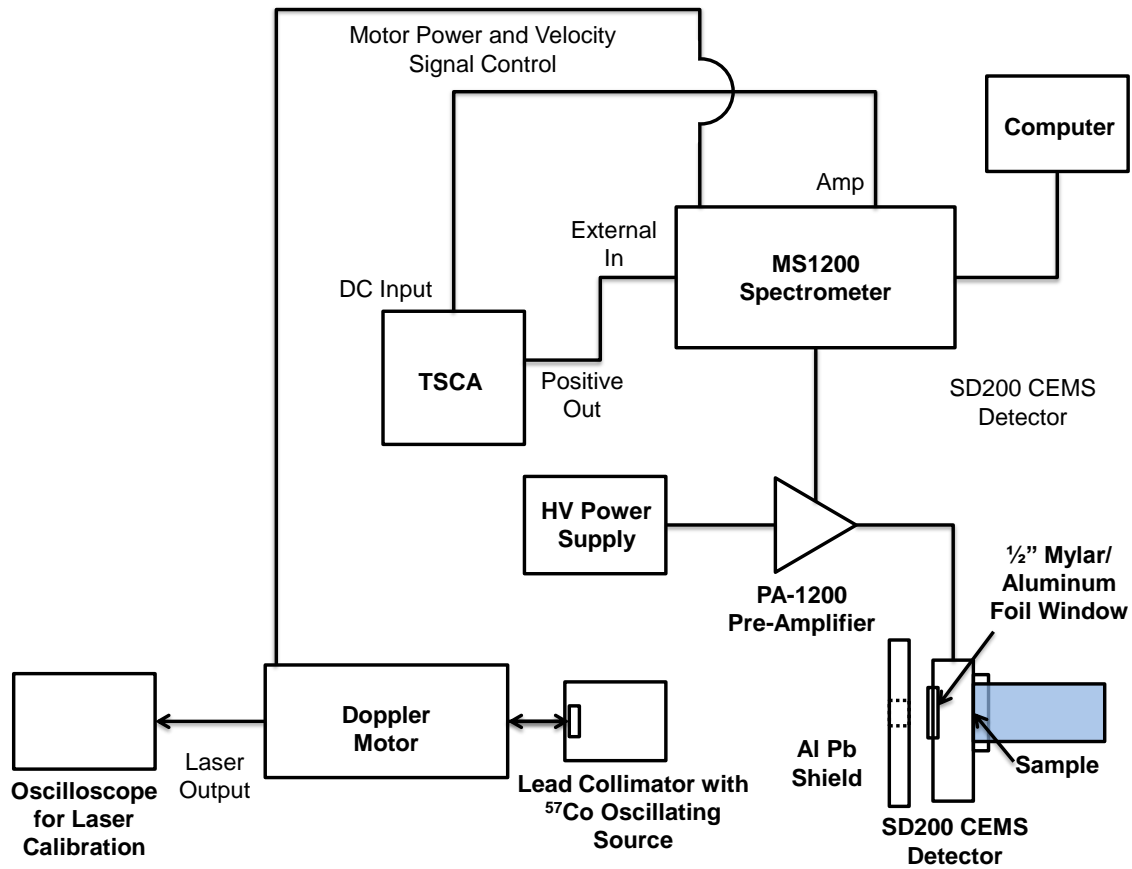 Motor Power and Velocity
Signal Control
Computer
Amp
External
In
MS1200
Spectrometer
DC Input
TSCA
Positive
Out
SD200 CEMS
Detector
HV Power
Supply
½” Mylar/
Aluminum
Foil Window
PA-1200
Pre-Amplifier
Doppler
Motor
Laser
Output
Al Pb
Shield
Sample
Oscilloscope
for Laser
Calibration
Lead Collimator with
⁵⁷Co Oscillating
Source
SD200 CEMS
Detector